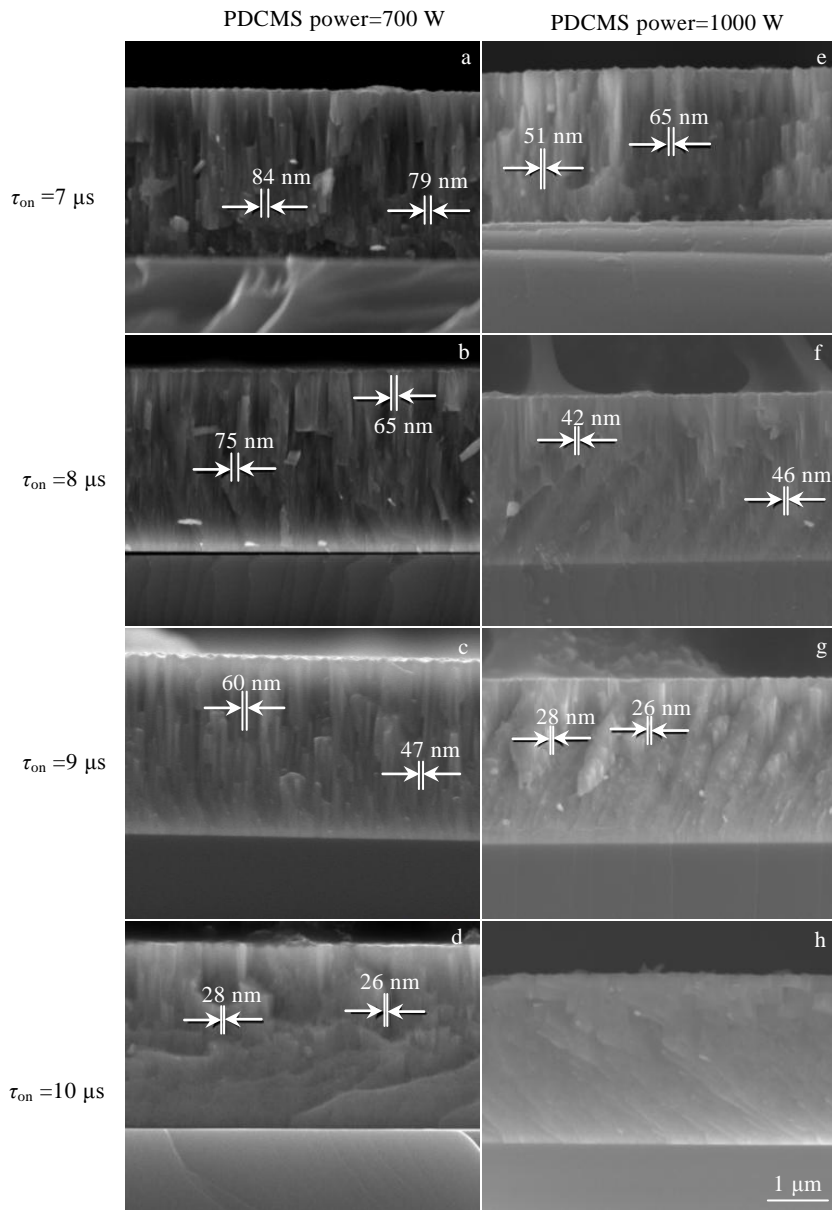 PDCMS power=700 W
PDCMS power=1000 W
τon =7 μs
a
84 nm
79 nm
e
51 nm
65 nm
τon =8 μs
b
65 nm
75 nm
f
42 nm
46 nm
τon =9 μs
c
60 nm
47 nm
g
28 nm
26 nm
τon =10 μs
d
28 nm
26 nm
h
1 μm